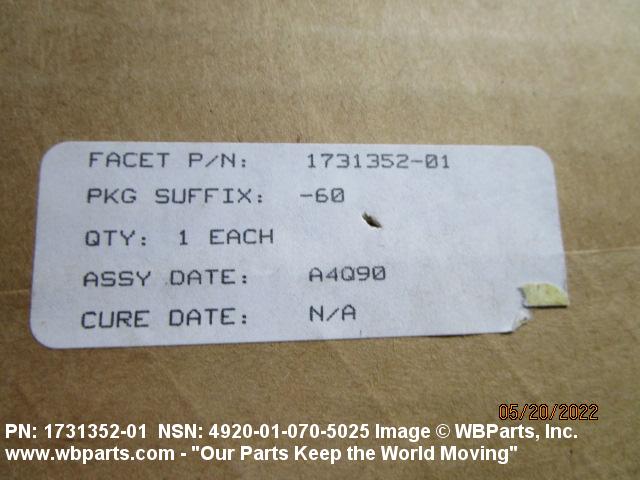 FACET P/N: 1731352-01
PKG SUFFIX: -60
QTY: 1 EACH
ASSY DATE: A4Q90
CURE DATE: N/A
05/20/2022
PN: 1731352-01 NSN: 4920-01-070-5025 Image © WBParts, Inc.
www.wbparts.com - "Our Parts Keep the World Moving"